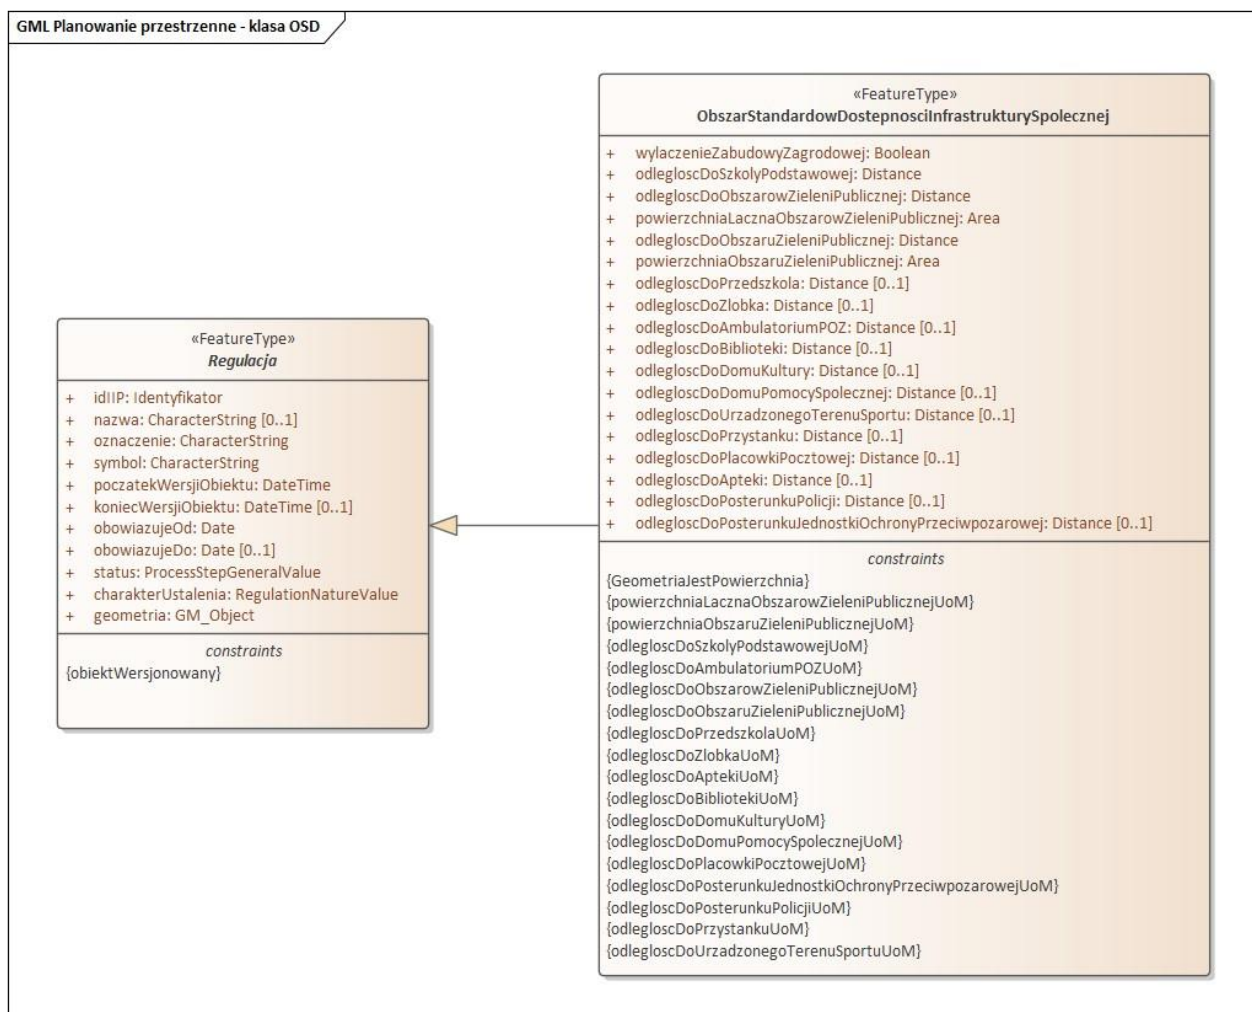 GML Planowanie przestrzenne - klasa OSD
«FeatureType»
Regulacja
+ idIIP: Identyfikator
+ nazwa: CharacterString [0..1]
+ oznaczenie: CharacterString
+ symbol: CharacterString
+ poczatekWersjiObiektu: DateTime
+ koniecWersjiObiektu: DateTime [0..1]
+ obowiazujeOd: Date
+ obowiazujeDo: Date [0..1]
+ status: ProcessStepGeneralValue
+ charakterUstalenia: RegulationNatureValue
+ geometria: GM_Object
constraints
{obiektWersjonowany}
«FeatureType»
ObszarStandardowDostepnosciInfrastrukturySpolecznej
+ wylaczenieZabudowyZagrodowej: Boolean
+ odlegloscDoSzkolyPodstawowej: Distance
+ odlegloscDoObszarowZieleniPublicznej: Distance
+ powierzchniaLacznaObszarowZieleniPublicznej: Area
+ odlegloscDoObszaruZieleniPublicznej: Distance
+ powierzchniaObszaruZieleniPublicznej: Area
+ odlegloscDoPrzedszkola: Distance [0..1]
+ odlegloscDoZlobka: Distance [0..1]
+ odlegloscDoAmbulatoriumPOZ: Distance [0..1]
+ odlegloscDoBiblioteki: Distance [0..1]
+ odlegloscDoDomuKultury: Distance [0..1]
+ odlegloscDoDomuPomocySpolecznej: Distance [0..1]
+ odlegloscDoUrzadzonegoTerenuSportu: Distance [0..1]
+ odlegloscDoPrzystanku: Distance [0..1]
+ odlegloscDoPlacowkiPocztowej: Distance [0..1]
+ odlegloscDoApteki: Distance [0..1]
+ odlegloscDoPosterunkuPolicji: Distance [0..1]
+ odlegloscDoPosterunkuJednostkiOchronyPrzeciwpozarowej: Distance [0..1]
constraints
{GeometriaJestPowierzchnia}
{powierzchniaLacznaObszarowZieleniPublicznejUoM}
{powierzchniaObszaruZieleniPublicznejUoM}
{odlegloscDoSzkolyPodstawowejUoM}
{odlegloscDoAmbulatoriumPOZUoM}
{odlegloscDoObszarowZieleniPublicznejUoM}
{odlegloscDoObszaruZieleniPublicznejUoM}
{odlegloscDoPrzedszkolaUoM}
{odlegloscDoZlobkaUoM}
{odlegloscDoAptekiUoM}
{odlegloscDoBibliotekiUoM}
{odlegloscDoDomuKulturyUoM}
{odlegloscDoDomuPomocySpolecznejUoM}
{odlegloscDoPlacowkiPocztowejUoM}
{odlegloscDoPosterunkuJednostkiOchronyPrzeciwpozarowejUoM}
{odlegloscDoPosterunkuPolicjiUoM}
{odlegloscDoPrzystankuUoM}
{odlegloscDoUrzadzonegoTerenuSportuUoM}